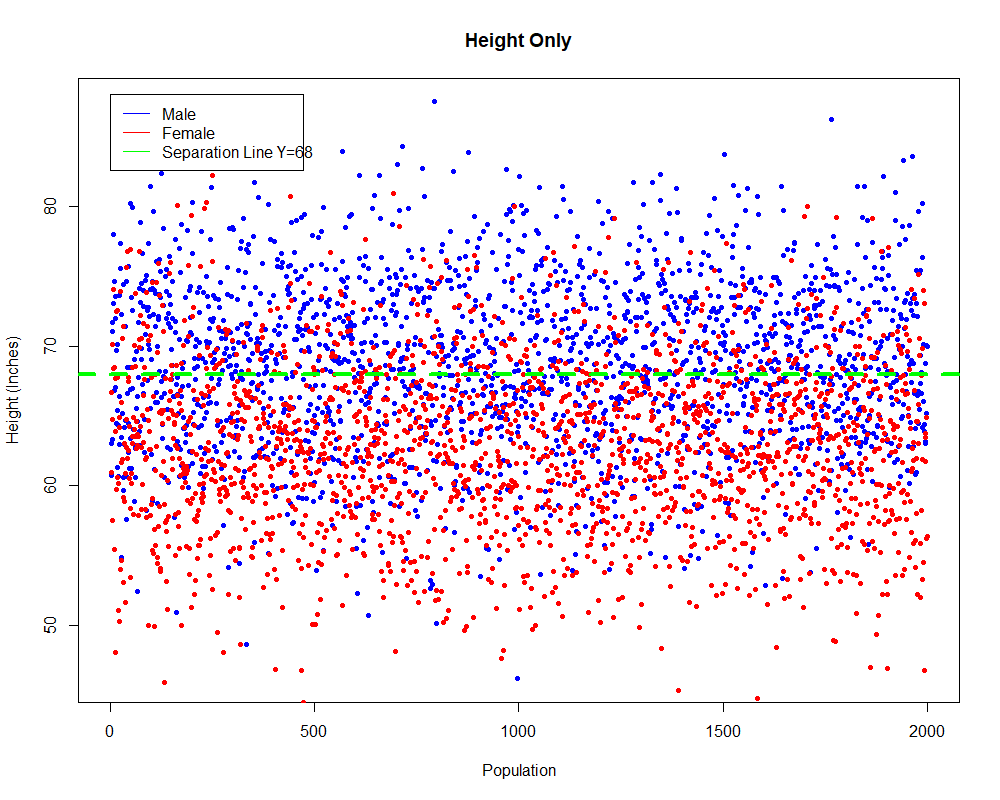 Height Only
Male
Female
Separation Line Y=68
Height (Inches)
80
70
60
50
0 500 1000 1500 2000
Population